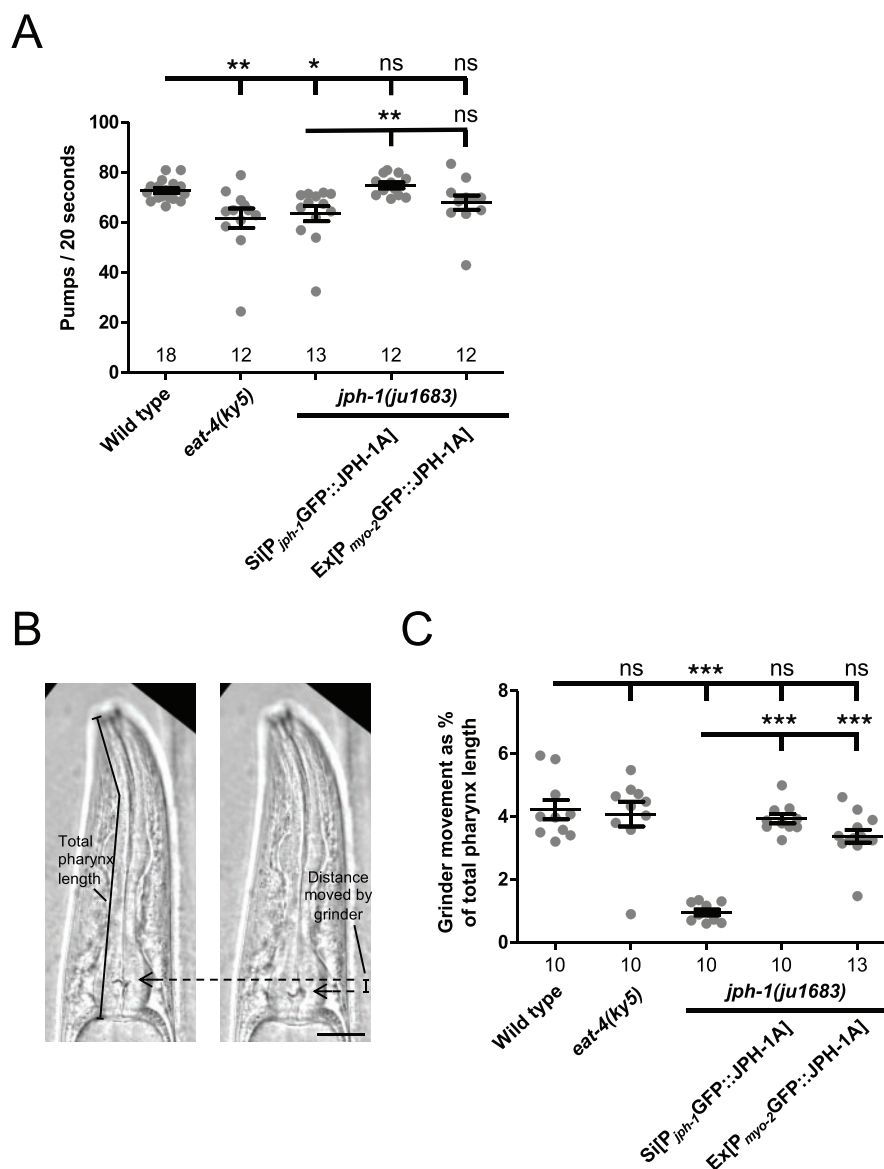 A
** * ns ns
** ns
Pumps / 20 seconds
100
80
60
40
20
0
18 12 13 12 12
Wild type
eat-4(ky5)
jph-1(ju1683)
Si[Pjph-1GFP::JPH-1A]
Ex[Pmyo-2GFP::JPH-1A]
B
Total
pharynx
length
Distance
moved by
grinder
C
ns *** ns ns
*** ***
Grinder movement as %
of total pharynx length
8
6
4
2
0
10 10 10 10 13
Wild type
eat-4(ky5)
jph-1(ju1683)
Si[Pjph-1GFP::JPH-1A]
Ex[Pmyo-2GFP::JPH-1A]